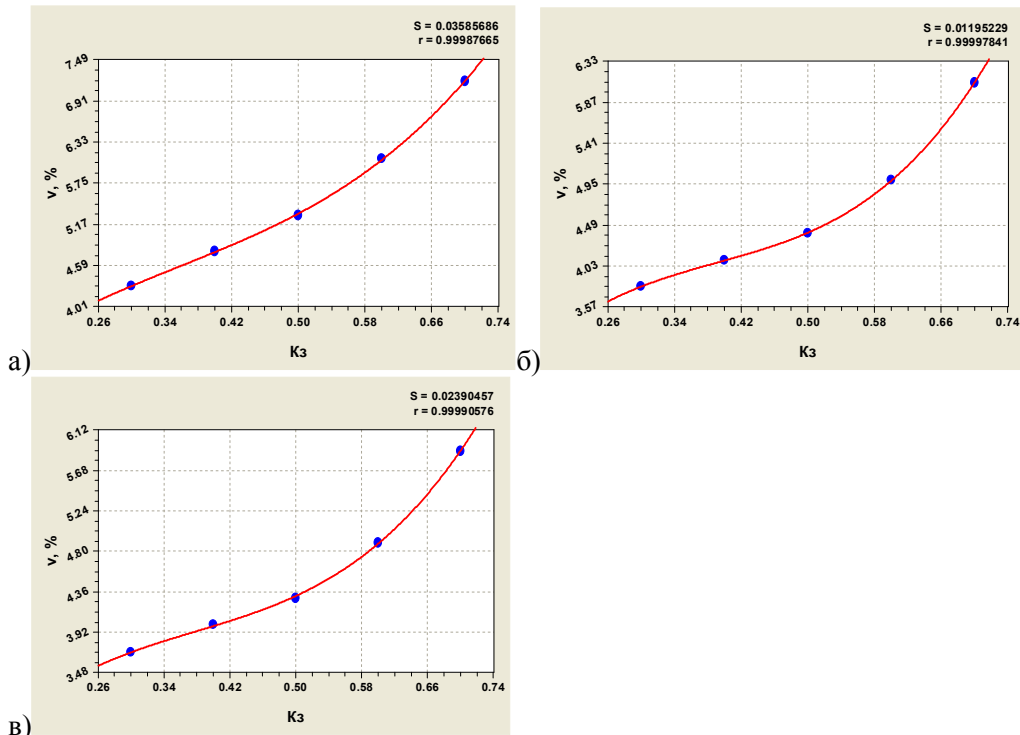 S = 0.03585686
r = 0.99987665
7.49
6.91
6.33
5.75
5.17
4.59
4.01
v, %
0.26 0.34 0.42 0.50 0.58 0.66 0.74
Кз
а)
S = 0.01195229
r = 0.99997841
6.33
5.87
5.41
4.95
4.49
4.03
3.57
v, %
0.26 0.34 0.42 0.50 0.58 0.66 0.74
Кз
б)
S = 0.02390457
r = 0.99990576
6.12
5.68
5.24
4.80
4.36
3.92
3.48
v, %
0.26 0.34 0.42 0.50 0.58 0.66 0.74
Кз
в)